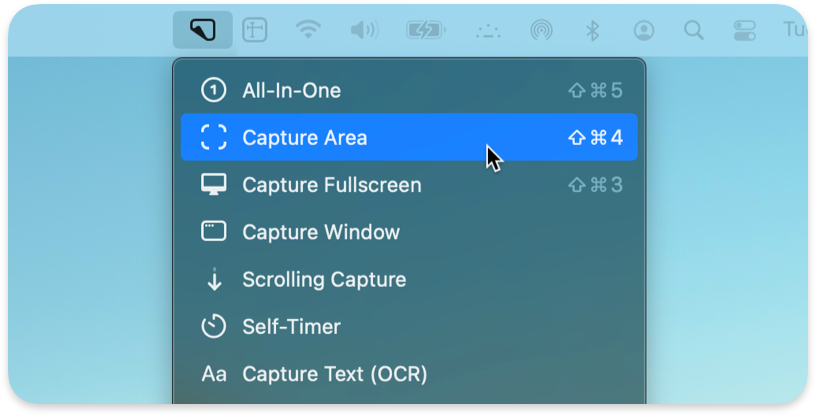 Tu
All-In-One ⇧⌘5
Capture Area ⇧⌘4
Capture Fullscreen ⇧⌘3
Capture Window
Scrolling Capture
Self-Timer
Aa Capture Text (OCR)